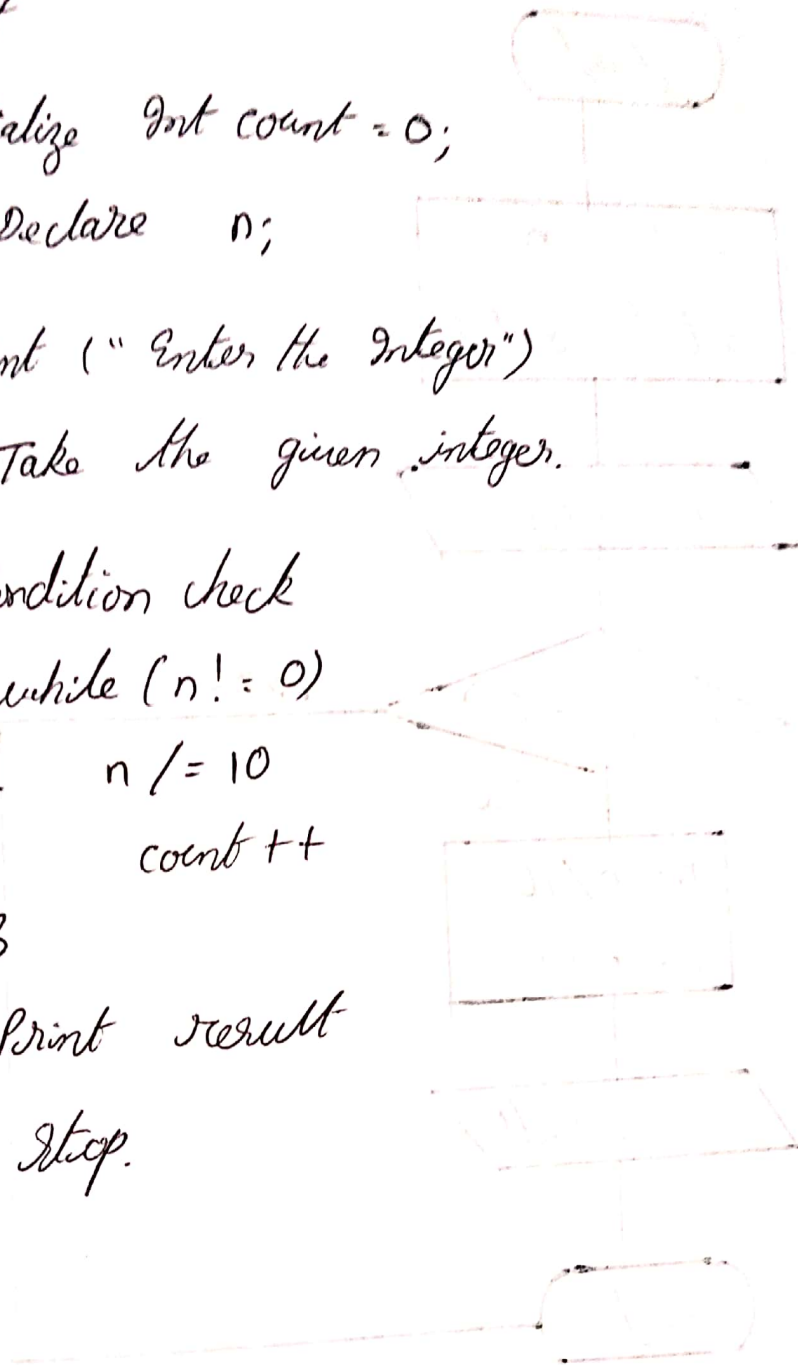 alize Int count = 0;
Declare n;
nt (" Enter the Integer")
Take the given integer.
ondition check
while (n! = 0)
n /= 10
count ++
}
Print result
Stop.